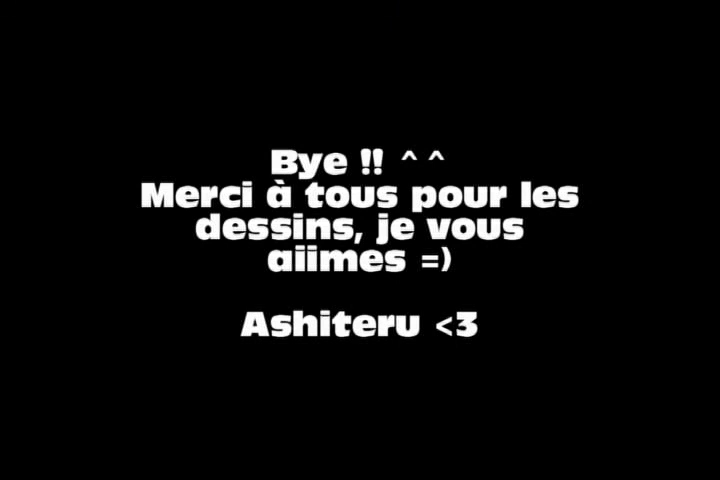 Bye !! ^^
Merci à tous pour les
dessins, je vous
aiimes =)
Ashiteru <3